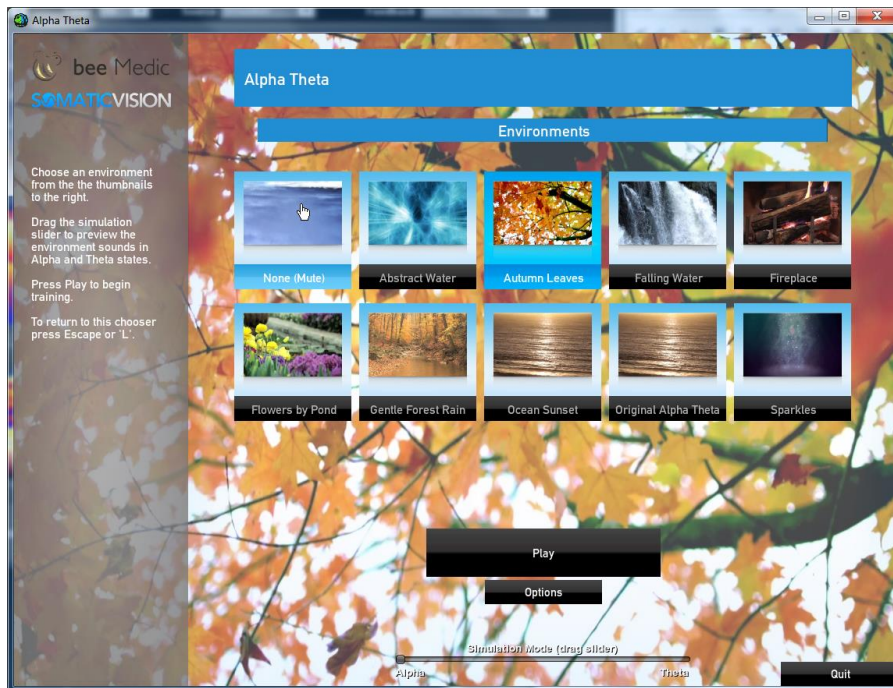 Alpha Theta
bee Medic
SOMATICVISION
Choose an environment
from the the thumbnails
to the right.
Drag the simulation
slider to preview the
environment sounds in
Alpha and Theta states.
Press Play to begin
training.
To return to this chooser
press Escape or 'L'.
Alpha Theta
Environments
None (Mute)
Abstract Water
Autumn Leaves
Falling Water
Fireplace
Flowers by Pond
Gentle Forest Rain
Ocean Sunset
Original Alpha Theta
Sparkles
Play
Options
Simulation Mode (drag slider)
Alpha
Theta
Quit